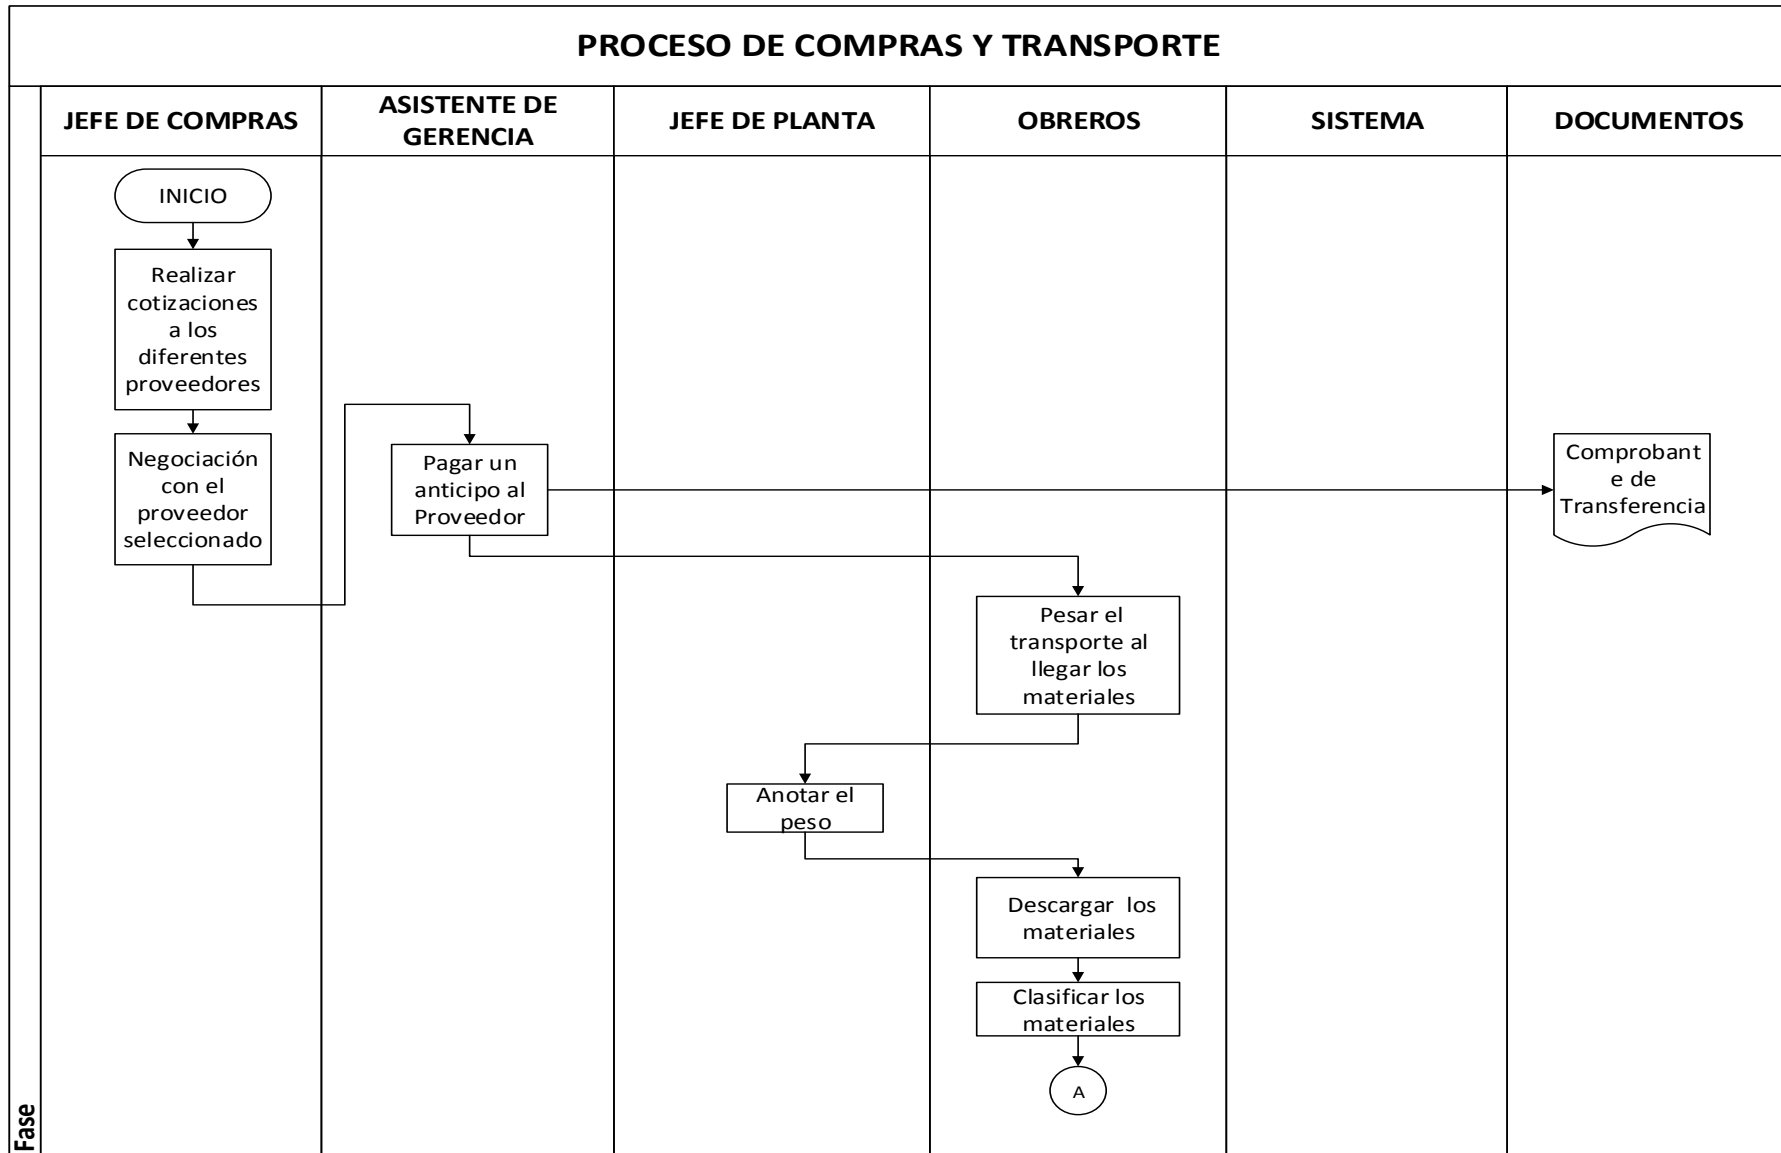 PROCESO DE COMPRAS Y TRANSPORTE
JEFE DE COMPRAS
ASISTENTE DE
GERENCIA
JEFE DE PLANTA
OBREROS
SISTEMA
DOCUMENTOS
INICIO
Realizar
cotizaciones
a los
diferentes
proveedores
Negociación
con el
proveedor
seleccionado
Pagar un
anticipo al
Proveedor
Comprobant
e de
Transferencia
Pesar el
transporte al
llegar los
materiales
Anotar el
peso
Descargar los
materiales
Clasificar los
materiales
A
Fase